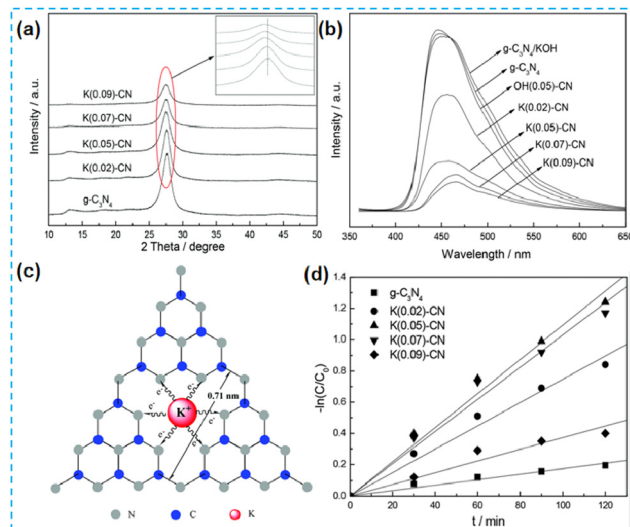 (a)
K(0.09)-CN
K(0.07)-CN
K(0.05)-CN
K(0.02)-CN
g-C₃N₄
Intensity / a.u.
10 15 20 25 30 35 40 45 50
2 Theta / degree
(b)
g-C₃N₄/KOH
g-C₃N₄
OH(0.05)-CN
K(0.02)-CN
K(0.05)-CN
K(0.07)-CN
K(0.09)-CN
Intensity / a.u.
350 400 450 500 550 600 650
Wavelength / nm
(c)
0.71 nm
K⁺
e⁻
e⁻
e⁻
e⁻
e⁻
e⁻
N C K
(d)
g-C₃N₄
K(0.02)-CN
K(0.05)-CN
K(0.07)-CN
K(0.09)-CN
-ln(C/C₀)
1.4
1.2
1.0
0.8
0.6
0.4
0.2
0.0
0 20 40 60 80 100 120
t / min